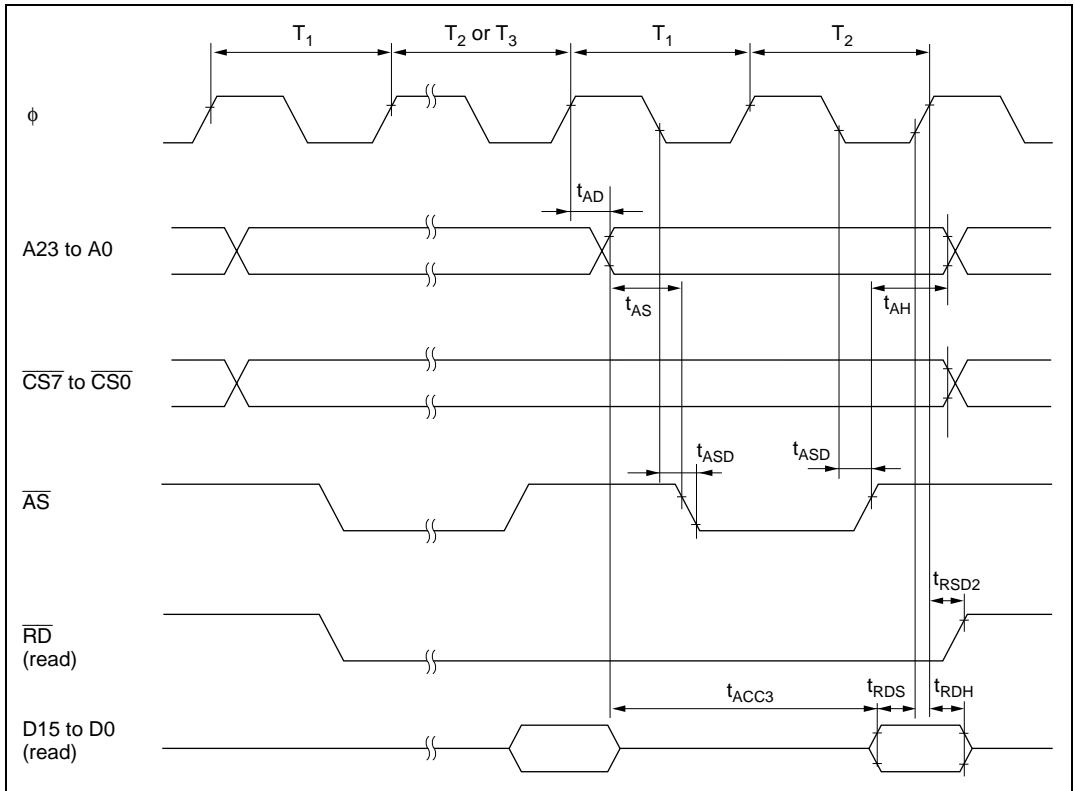 T1 T2 or T3 T1 T2
ϕ
tAD
A23 to A0
tAS tAH
CS7 to CS0
tASD tASD
AS
tRSD2
RD
(read)
tACC3 tRDS tRDH
D15 to D0
(read)